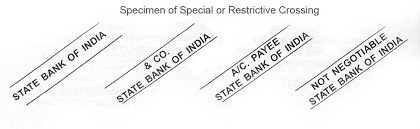 Specimen of Special or Restrictive Crossing
STATE BANK OF INDIA
& CO.
STATE BANK OF INDIA
A/C. PAYEE
STATE BANK OF INDIA
NOT NEGOTIABLE
STATE BANK OF INDIA